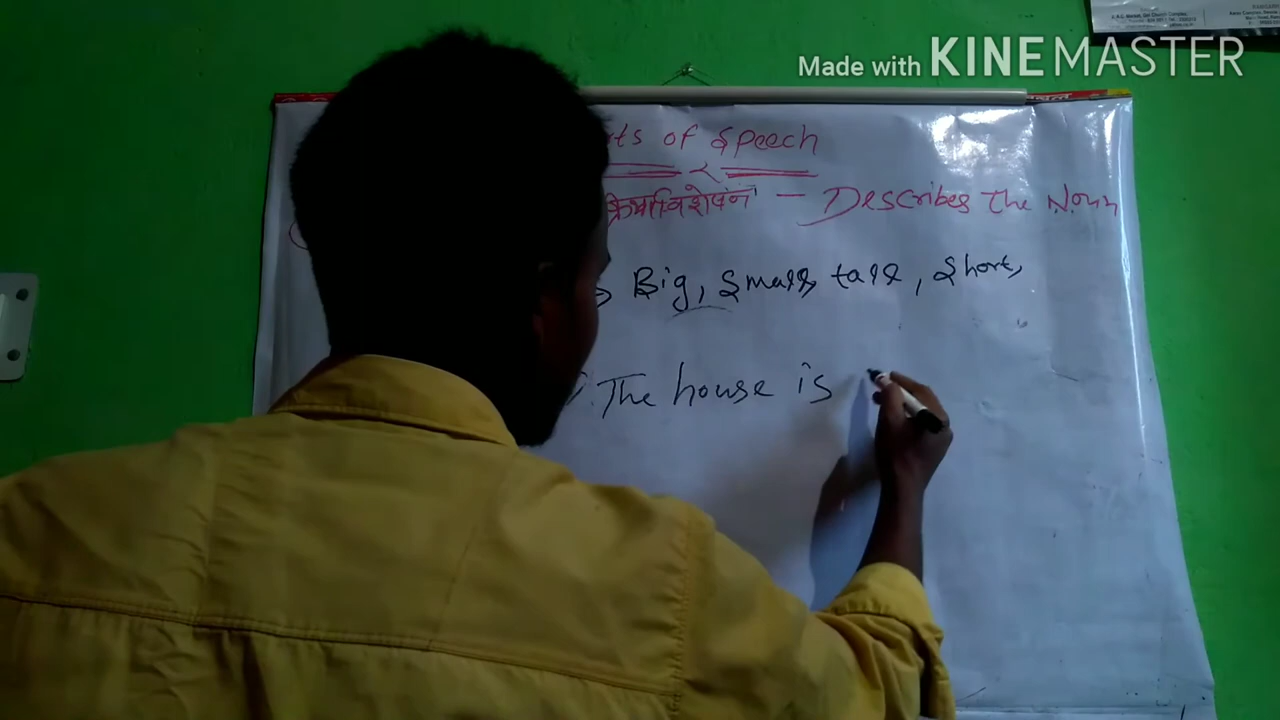 Made with KINEMASTER
ts of Speech
क्रियाविशेषण - Describes the Noun
Big, Small, tall, Short,
The house is